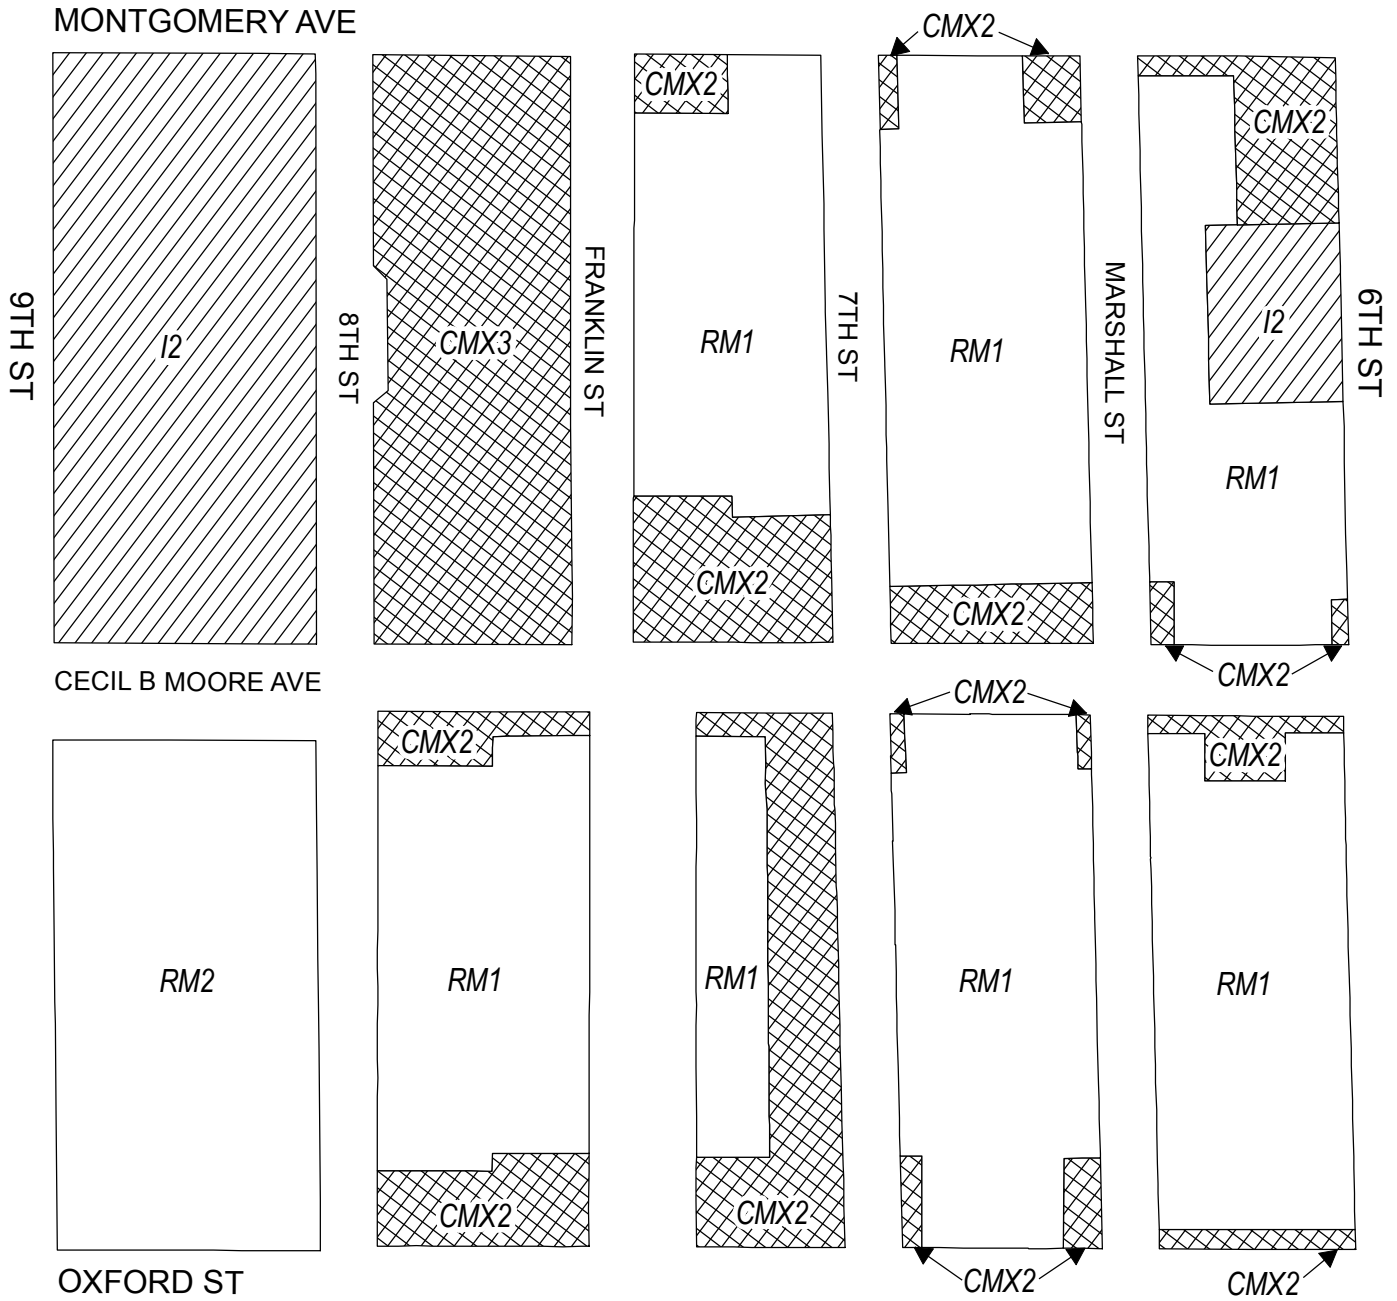 MONTGOMERY AVE
CMX2
CMX2
CMX2
9TH ST
I2
8TH ST
CMX3
FRANKLIN ST
RM1
7TH ST
RM1
MARSHALL ST
I2
6TH ST
RM1
CMX2
CMX2
CMX2
CECIL B MOORE AVE
CMX2
CMX2
CMX2
RM2
RM1
RM1
RM1
RM1
CMX2
CMX2
CMX2
CMX2
OXFORD ST